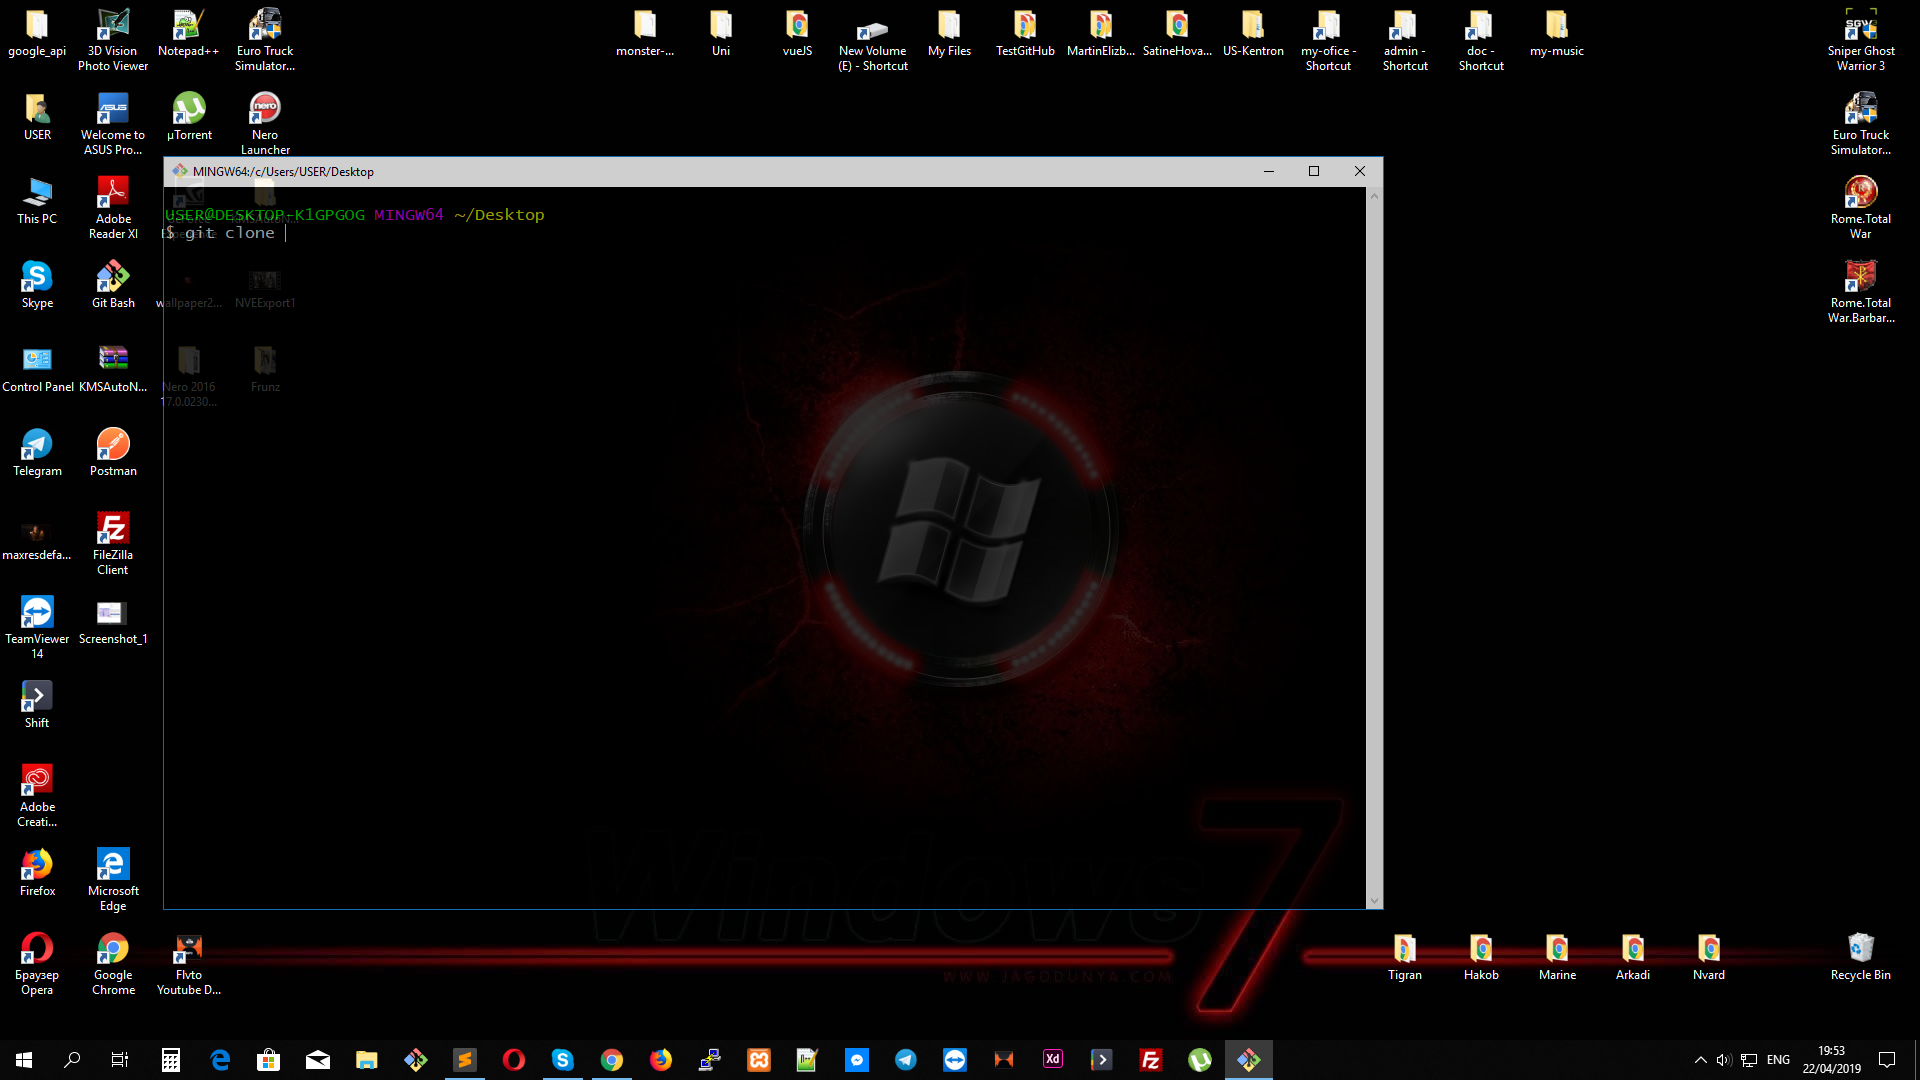 google_api
3D Vision
Photo Viewer
Notepad++
Euro Truck
Simulator...
monster-...
Uni
vueJS
New Volume
(E) - Shortcut
My Files
TestGitHub
MartinElizb...
SatineHova...
US-Kentron
my-ofice -
Shortcut
admin -
Shortcut
doc -
Shortcut
my-music
Sniper Ghost
Warrior 3
USER
Welcome to
ASUS Pro...
µTorrent
Nero
Launcher
Euro Truck
Simulator...
MINGW64:/c/Users/USER/Desktop
USER@DESKTOP-K1GPGOG MINGW64 ~/Desktop
$ git clone
This PC
Adobe
Reader XI
Rome.Total
War
Skype
Git Bash
wallpaper2...
NVEExport1
Rome.Total
War.Barbar...
Control Panel
KMSAutoN...
Nero 2016
17.0.0230...
Frunz
Telegram
Postman
maxresdefa...
FileZilla
Client
TeamViewer
14
Screenshot_1
Shift
Adobe
Creati...
Firefox
Microsoft
Edge
Windows 7
WWW.JAGODUNYA.COM
Браузер
Opera
Google
Chrome
Flvto
Youtube D...
Tigran
Hakob
Marine
Arkadi
Nvard
Recycle Bin
ENG
19:53
22/04/2019